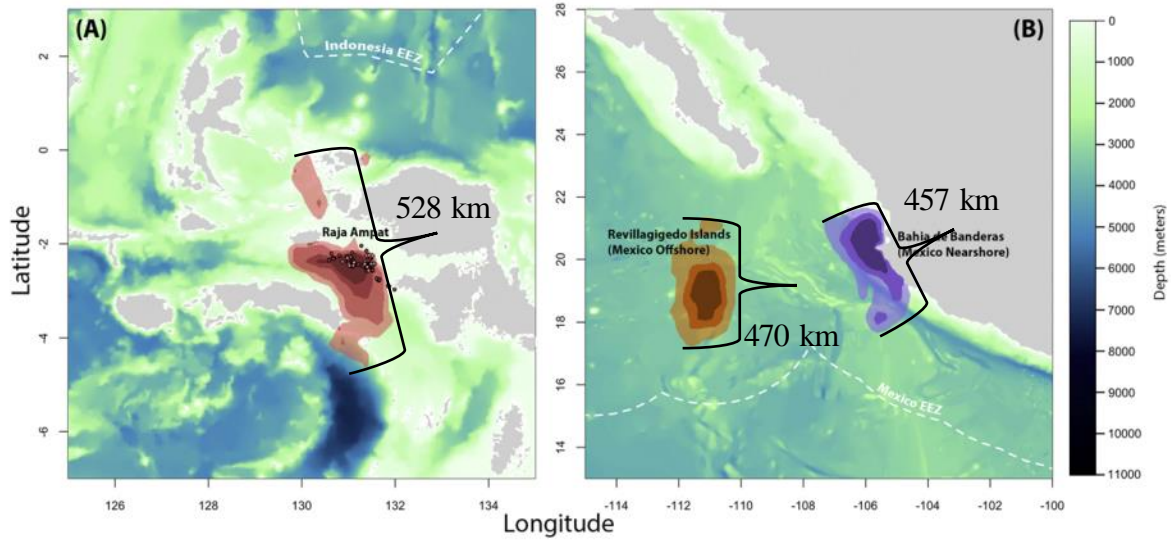 (A)
Indonesia EEZ
2
0
-2
-4
-6
Latitude
528 km
Raja Ampat
126
128
130
132
134
(B)
28
26
24
22
20
18
16
14
457 km
Revillagigedo Islands
(Mexico Offshore)
Bahia de Banderas
(Mexico Nearshore)
470 km
Mexico EEZ
-114
-112
-110
-108
-106
-104
-102
-100
Longitude
0
1000
2000
3000
4000
5000
6000
7000
8000
9000
10000
11000
Depth (meters)